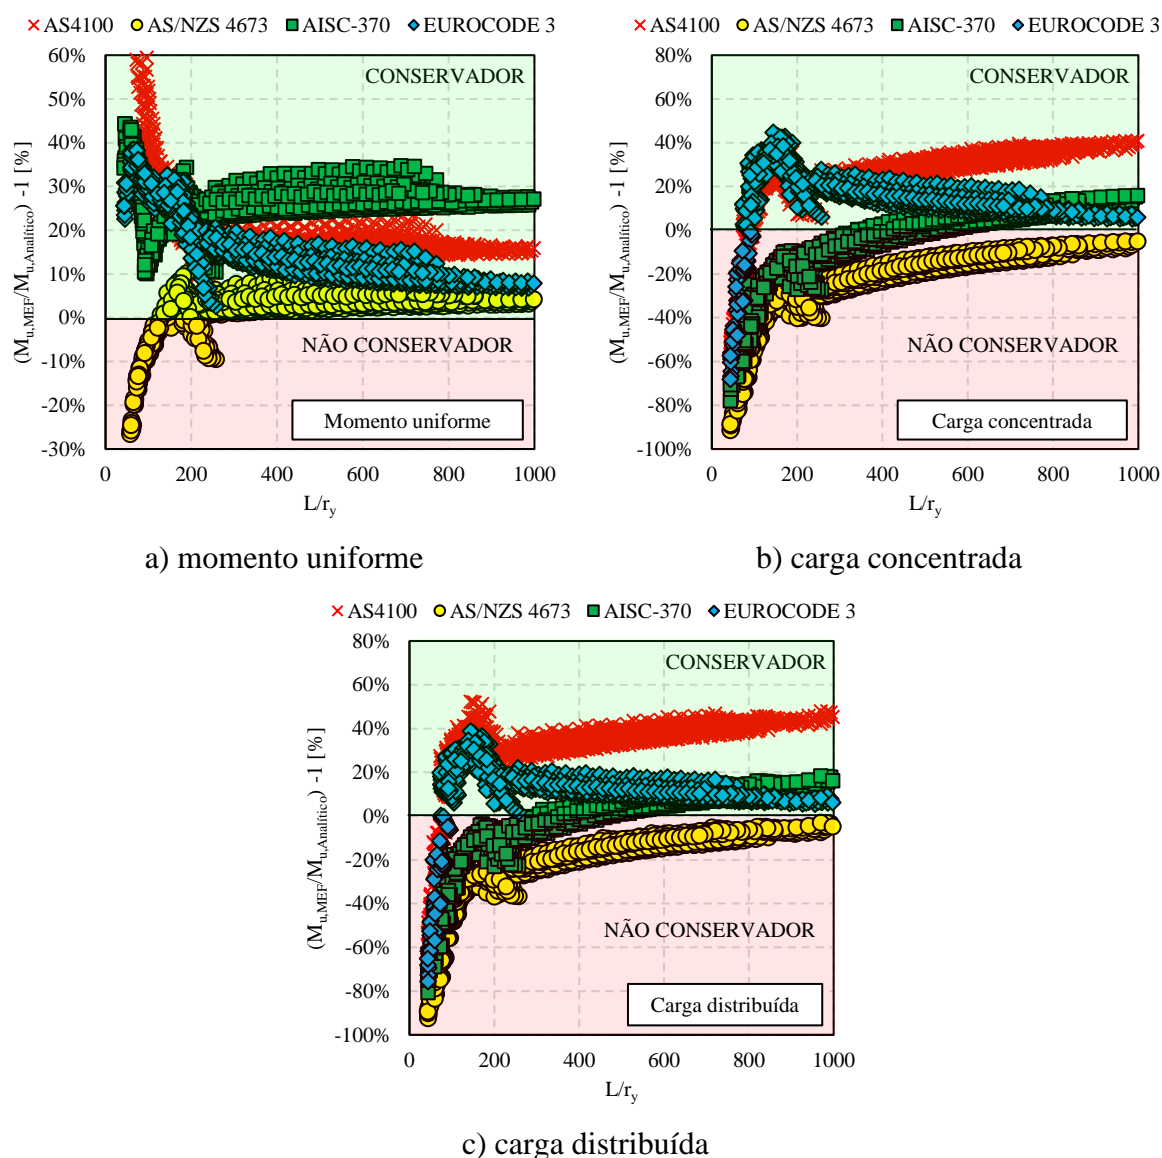 AS4100 AS/NZS 4673 AISC-370 EUROCODE 3
60%
50%
40%
30%
20%
10%
0%
-10%
-20%
-30%
(Mu,MEF/Mu,Analítico) -1 [%]
CONSERVADOR
NÃO CONSERVADOR
Momento uniforme
0 200 400 600 800 1000
L/ry
a) momento uniforme
AS4100 AS/NZS 4673 AISC-370 EUROCODE 3
80%
60%
40%
20%
0%
-20%
-40%
-60%
-80%
-100%
(Mu,MEF/Mu,Analítico) -1 [%]
CONSERVADOR
NÃO CONSERVADOR
Carga concentrada
0 200 400 600 800 1000
L/ry
b) carga concentrada
AS4100 AS/NZS 4673 AISC-370 EUROCODE 3
80%
60%
40%
20%
0%
-20%
-40%
-60%
-80%
-100%
(Mu,MEF/Mu,Analítico) -1 [%]
CONSERVADOR
NÃO CONSERVADOR
Carga distribuída
0 200 400 600 800 1000
L/ry
c) carga distribuída